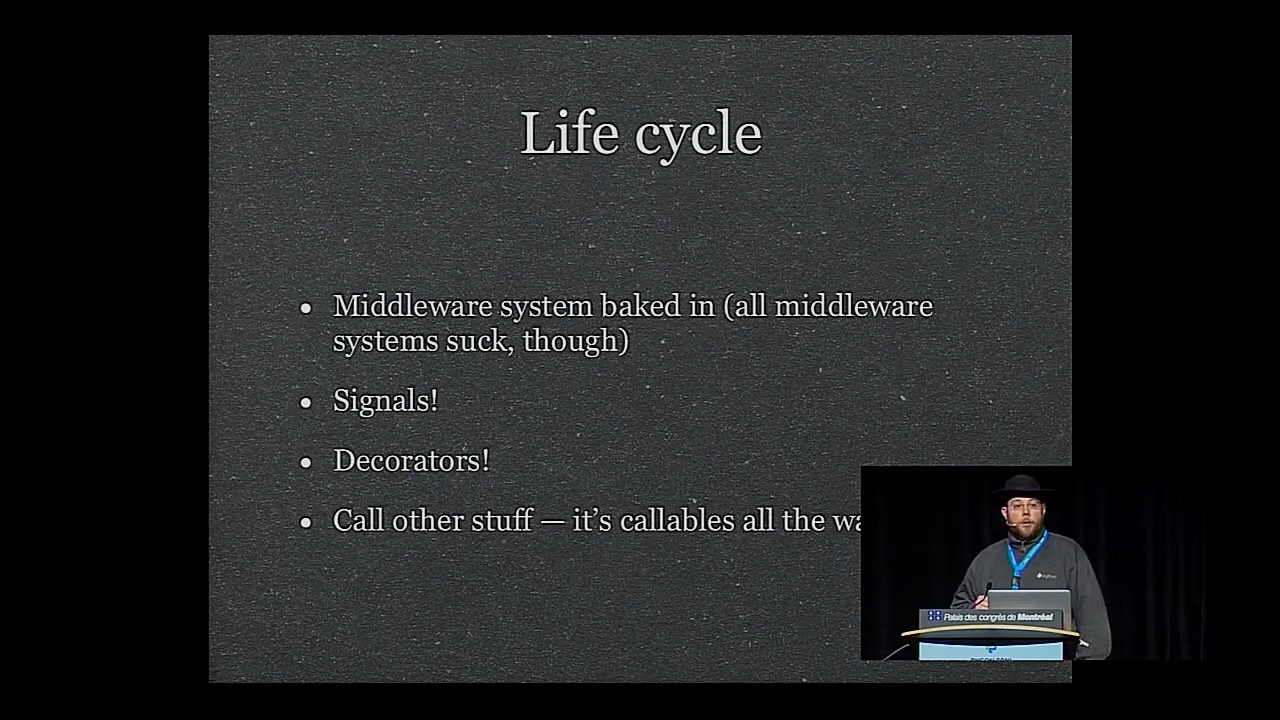 Life cycle
• Middleware system baked in (all middleware
systems suck, though)
• Signals!
• Decorators!
• Call other stuff — it’s callables all the
Palais des congrès de Montréal